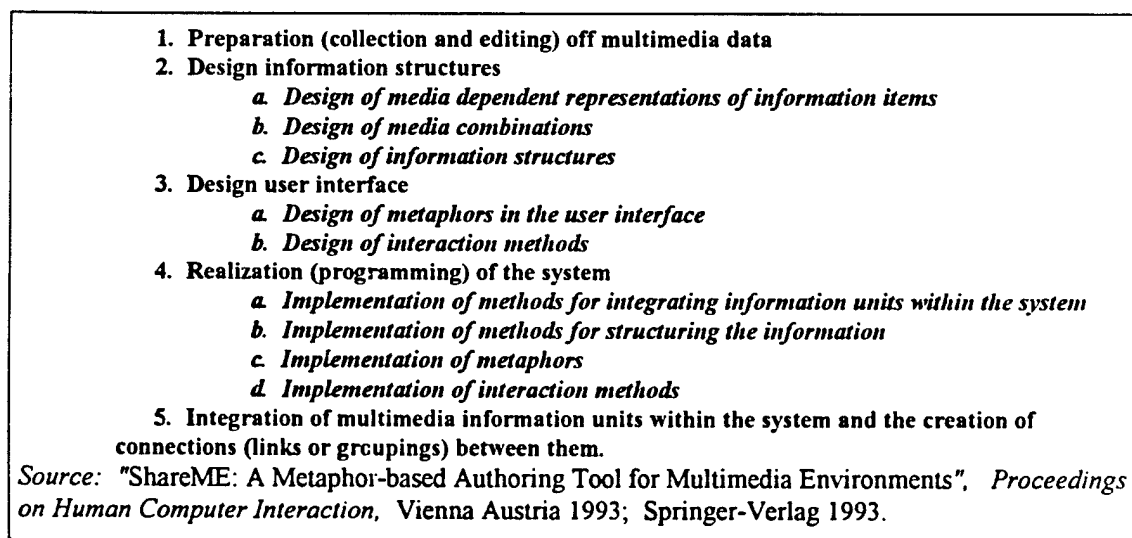 1. Preparation (collection and editing) off multimedia data
2. Design information structures
a. Design of media dependent representations of information items
b. Design of media combinations
c. Design of information structures
3. Design user interface
a. Design of metaphors in the user interface
b. Design of interaction methods
4. Realization (programming) of the system
a. Implementation of methods for integrating information units within the system
b. Implementation of methods for structuring the information
c. Implementation of metaphors
d. Implementation of interaction methods
5. Integration of multimedia information units within the system and the creation of
connections (links or groupings) between them.
Source: "ShareME: A Metaphor-based Authoring Tool for Multimedia Environments", Proceedings
on Human Computer Interaction, Vienna Austria 1993; Springer-Verlag 1993.